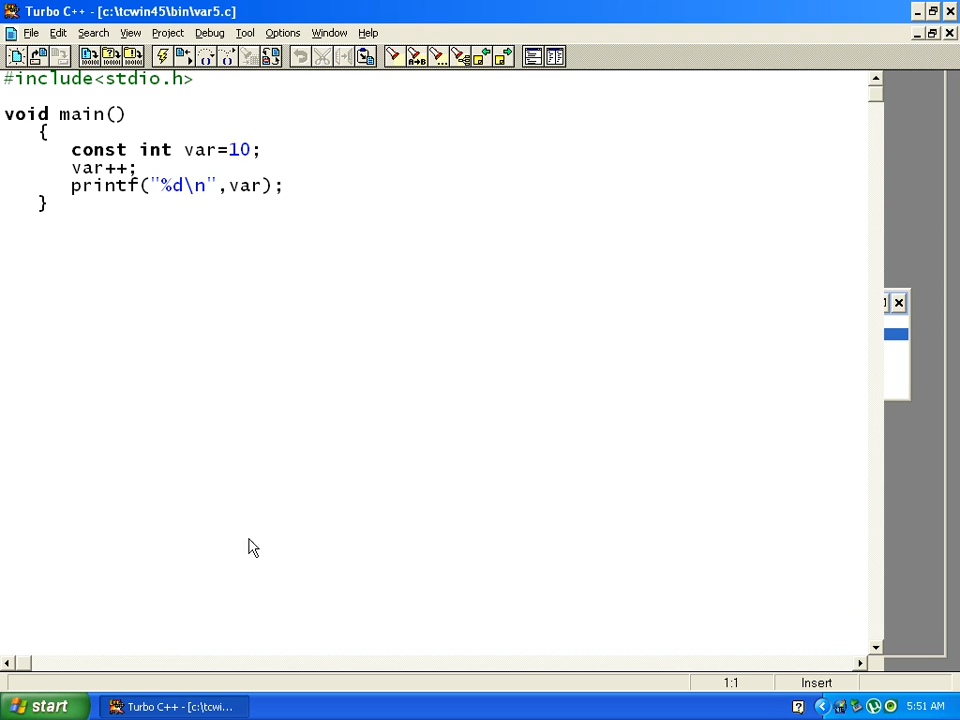 Turbo C++ - [c:\tcwin45\bin\var5.c]
File Edit Search View Project Debug Tool Options Window Help
#include<stdio.h>
void main()
{
const int var=10;
var++;
printf("%d\n",var);
}
1:1 Insert
start Turbo C++ - [c:\tcwi... 5:51 AM